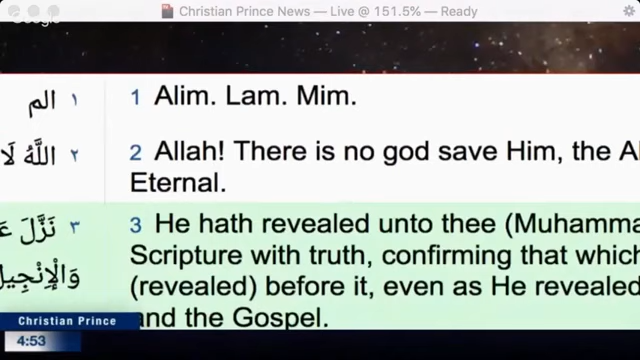 Christian Prince News — Live @ 151.5% — Ready
Google
الم ١ 1 Alim. Lam. Mim.
اللَّهُ لَا ٢ 2 Allah! There is no god save Him, the
Eternal.
نَزَّلَ ٣ 3 He hath revealed unto thee
Scripture with truth, confirming that which
وَالْإِنْجِيلَ (revealed) before it, even as He revealed
and the Gospel.
Christian Prince
4:53